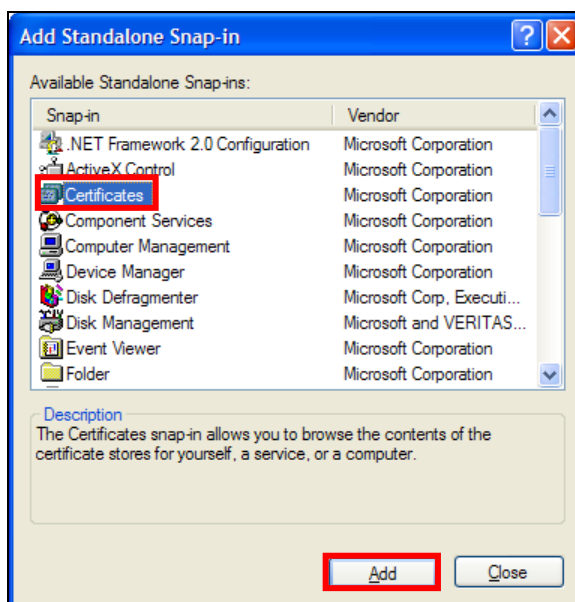 Add Standalone Snap-in
Available Standalone Snap-ins:
Snap-in Vendor
.NET Framework 2.0 Configuration Microsoft Corporation
ActiveX Control Microsoft Corporation
Certificates Microsoft Corporation
Component Services Microsoft Corporation
Computer Management Microsoft Corporation
Device Manager Microsoft Corporation
Disk Defragmenter Microsoft Corp, Executi...
Disk Management Microsoft and VERITAS...
Event Viewer Microsoft Corporation
Folder Microsoft Corporation
Description
The Certificates snap-in allows you to browse the contents of the
certificate stores for yourself, a service, or a computer.
Add Close